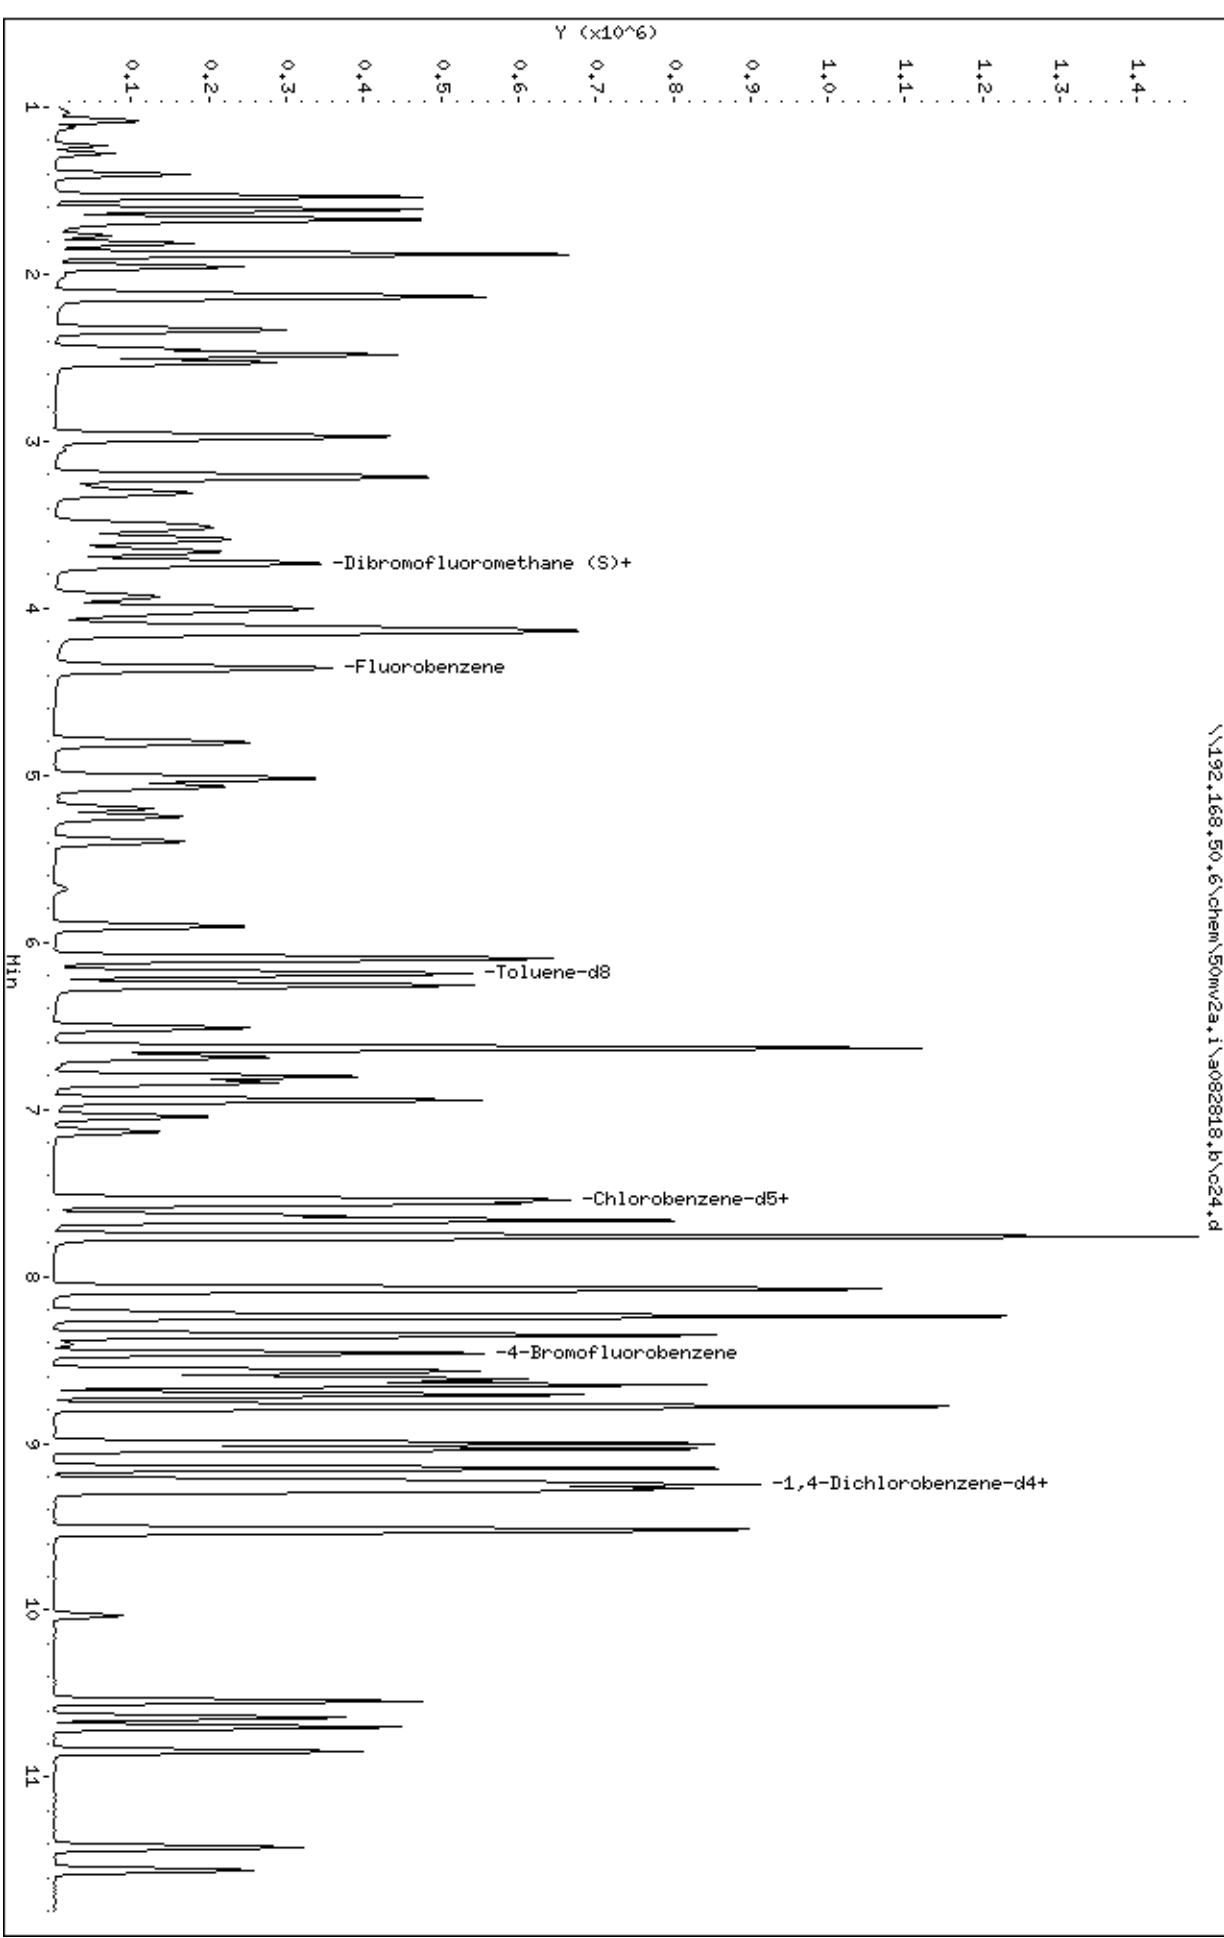 \\192.168.50.6\chem\50mv2a.i\a082818.b\c24.d
Y (x10^6)
1.4
1.3
1.2
1.1
1.0
0.9
0.8
0.7
0.6
0.5
0.4
0.3
0.2
0.1
-Dibromofluoromethane (S)+
-Fluorobenzene
-Toluene-d8
-Chlorobenzene-d5+
-4-Bromofluorobenzene
-1,4-Dichlorobenzene-d4+
1
2
3
4
5
6
7
8
9
10
11
Min